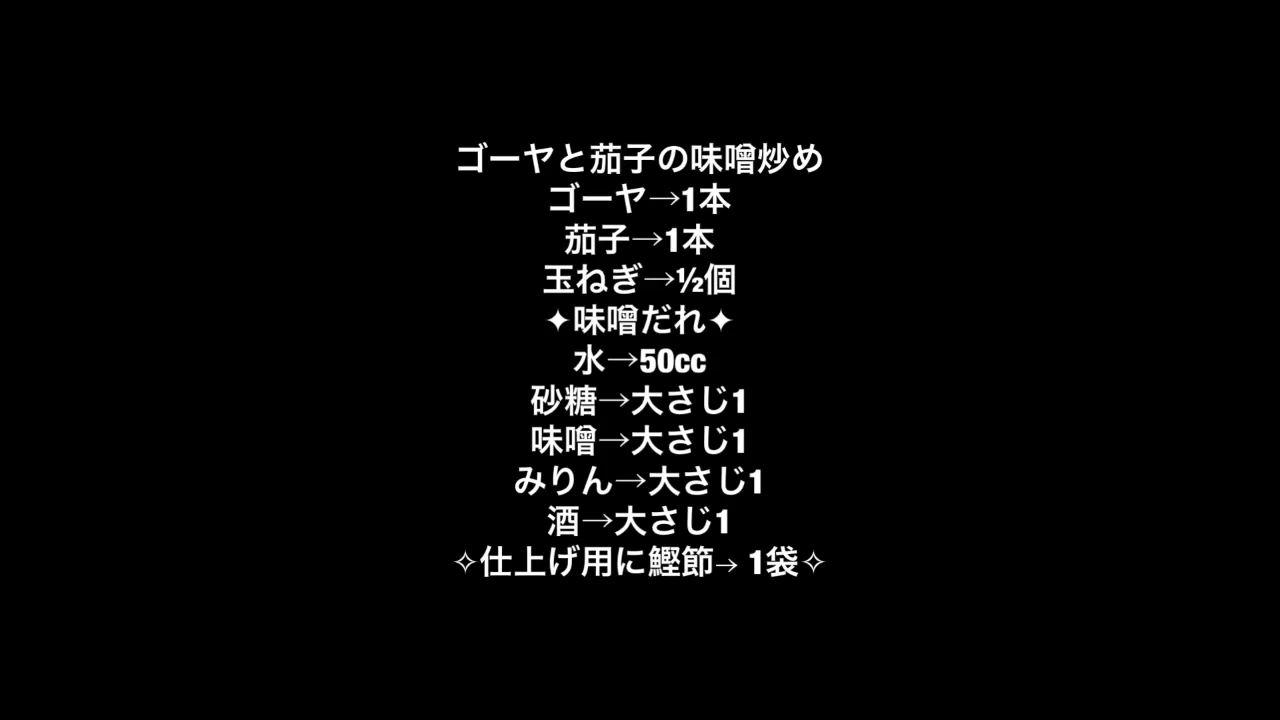 ゴーヤと茄子の味噌炒め
ゴーヤ→1本
茄子→1本
玉ねぎ→½個
✦味噌だれ✦
水→50cc
砂糖→大さじ1
味噌→大さじ1
みりん→大さじ1
酒→大さじ1
✧仕上げ用に鰹節→ 1袋✧